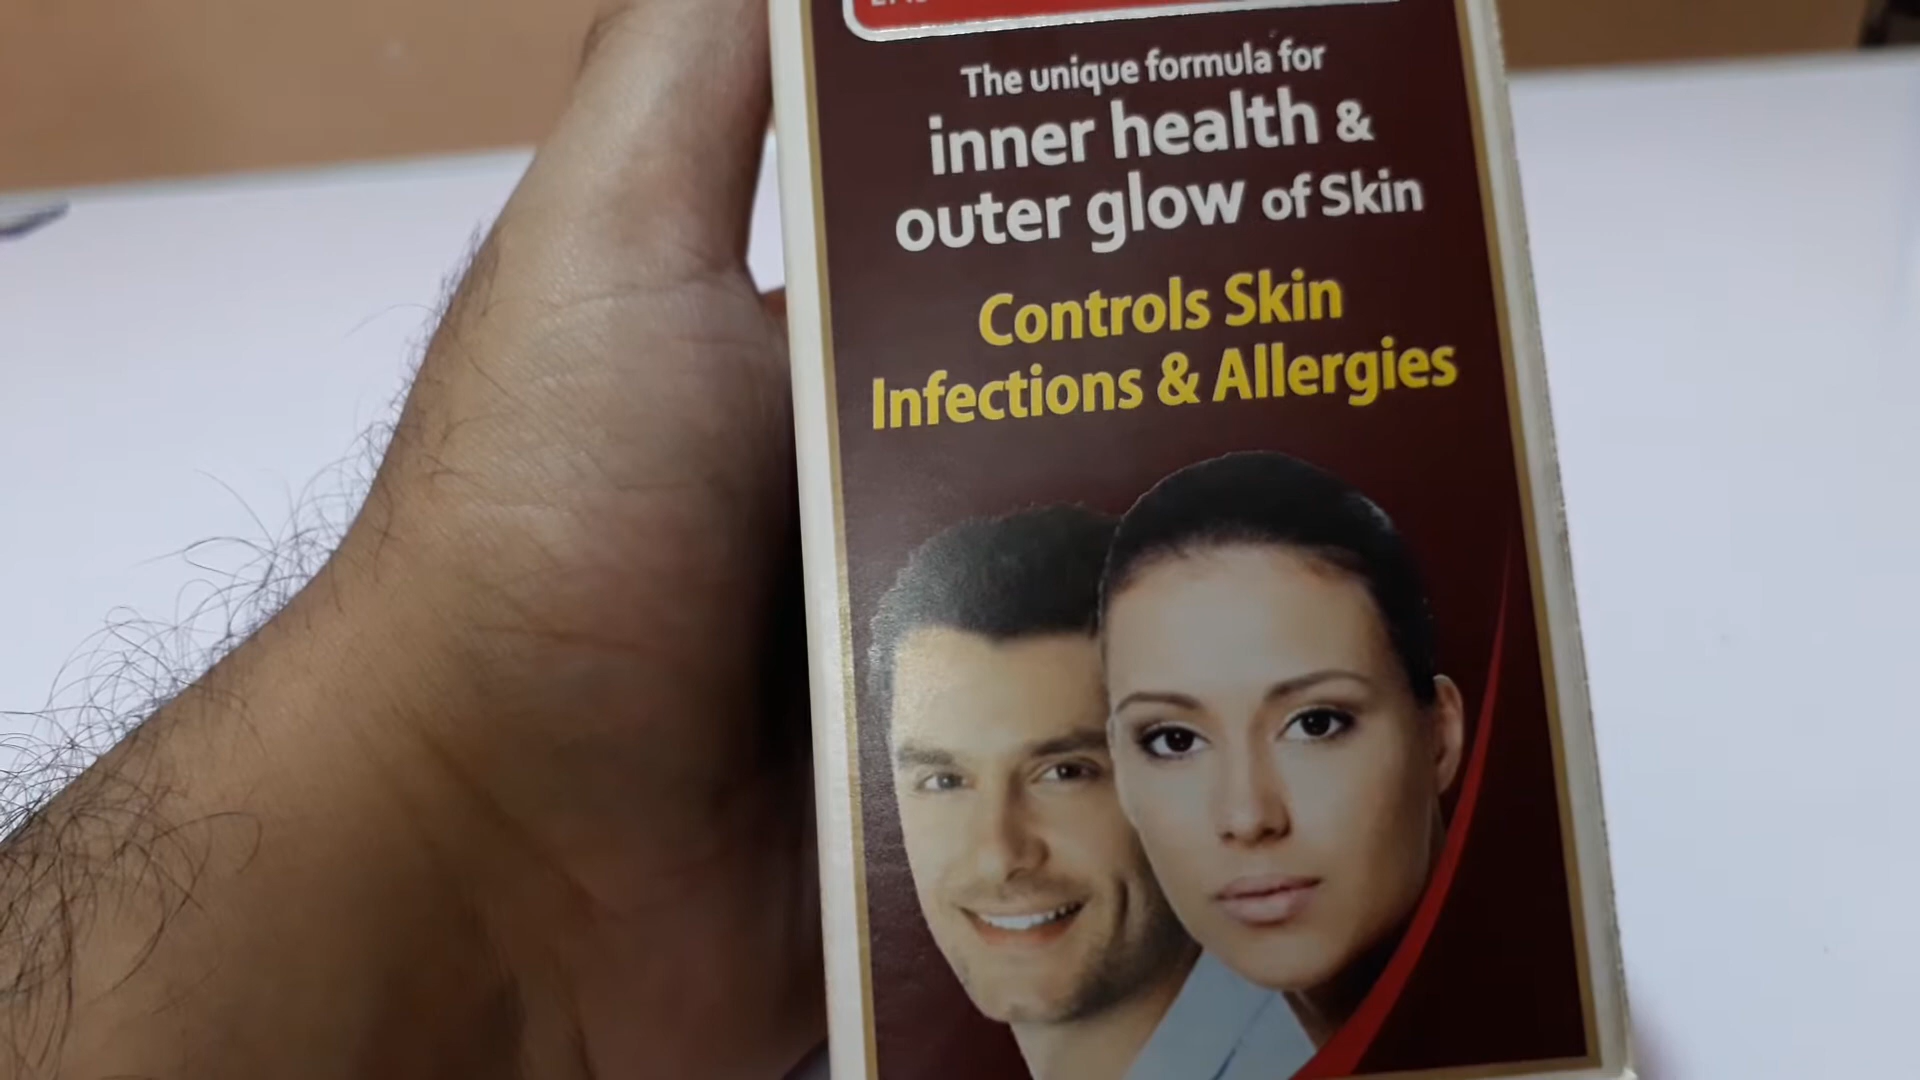 The unique formula for
inner health &
outer glow of Skin
Controls Skin
Infections & Allergies